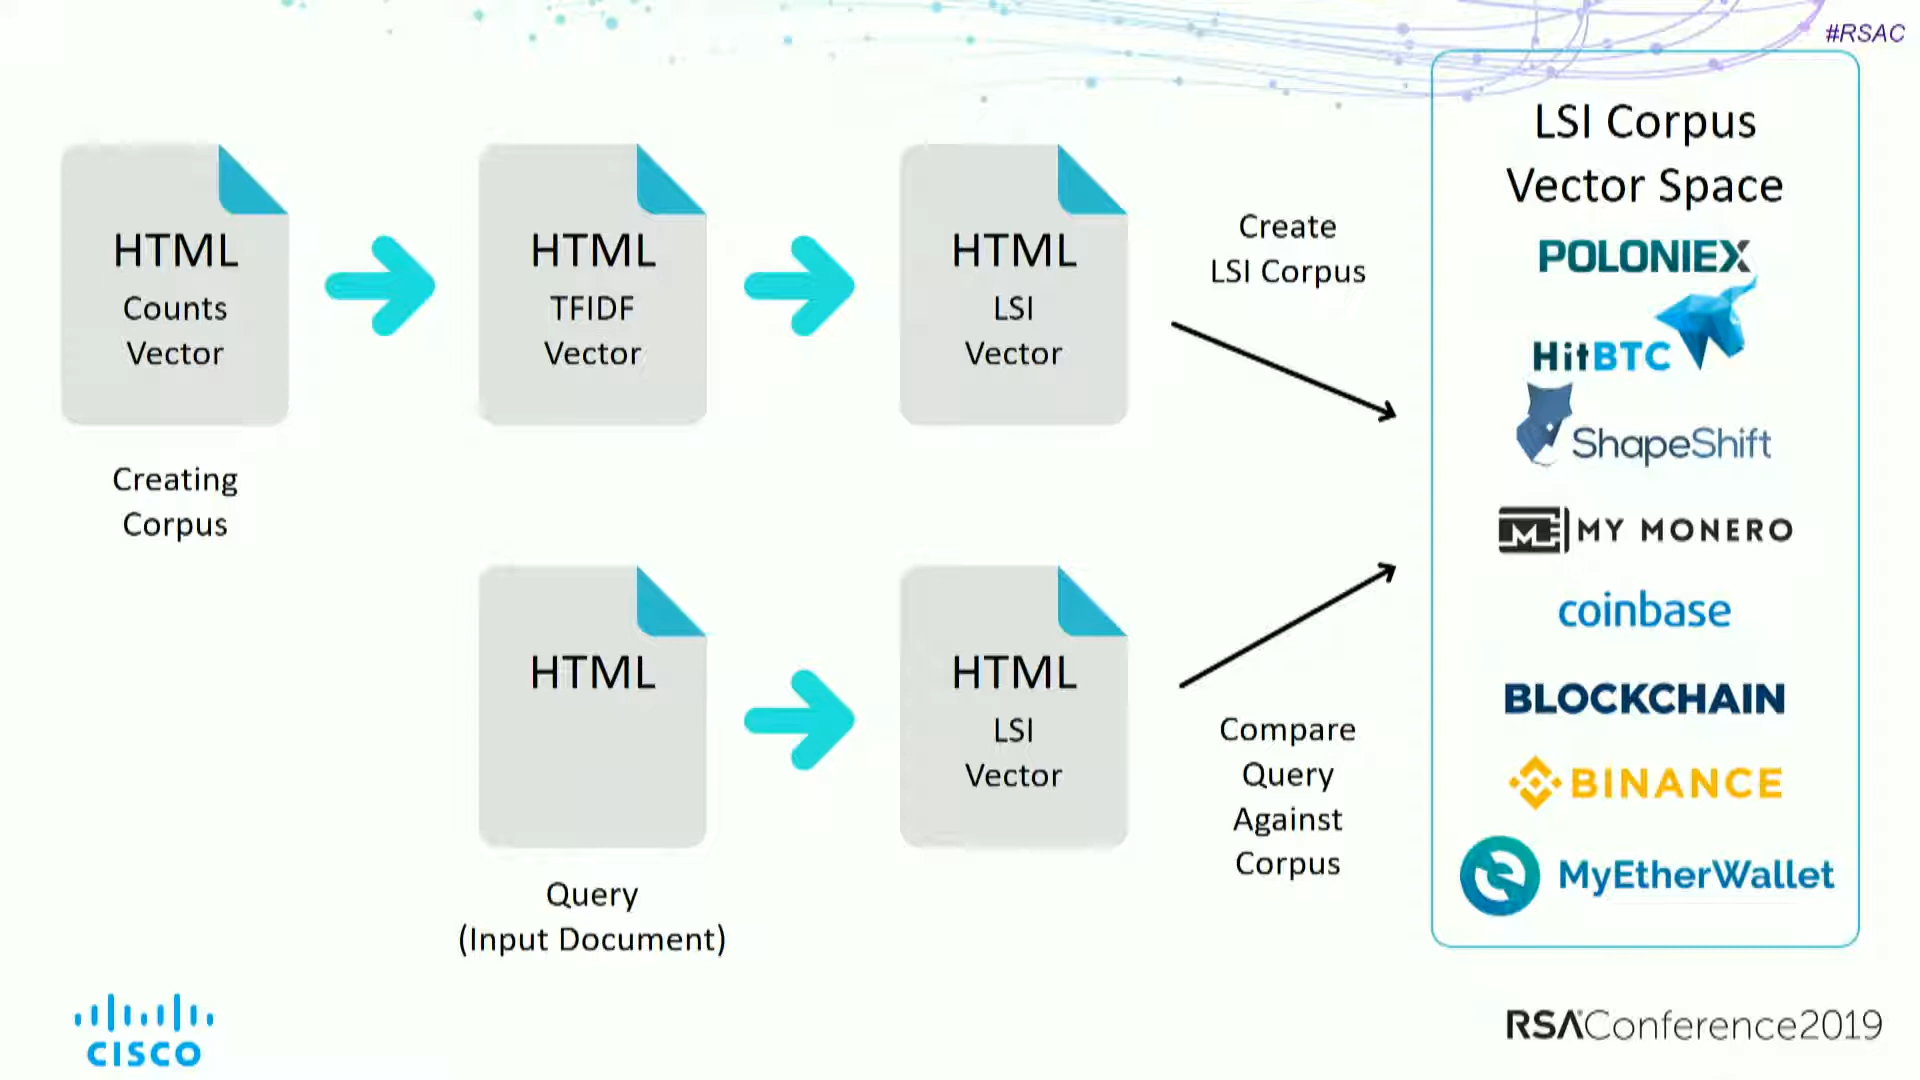 #RSAC
HTML
Counts
Vector
HTML
TFIDF
Vector
HTML
LSI
Vector
Create
LSI Corpus
Creating
Corpus
HTML
Query
(Input Document)
HTML
LSI
Vector
Compare
Query
Against
Corpus
LSI Corpus
Vector Space
POLONIEX
HitBTC
ShapeShift
MY MONERO
coinbase
BLOCKCHAIN
BINANCE
MyEtherWallet
CISCO
RSAConference2019